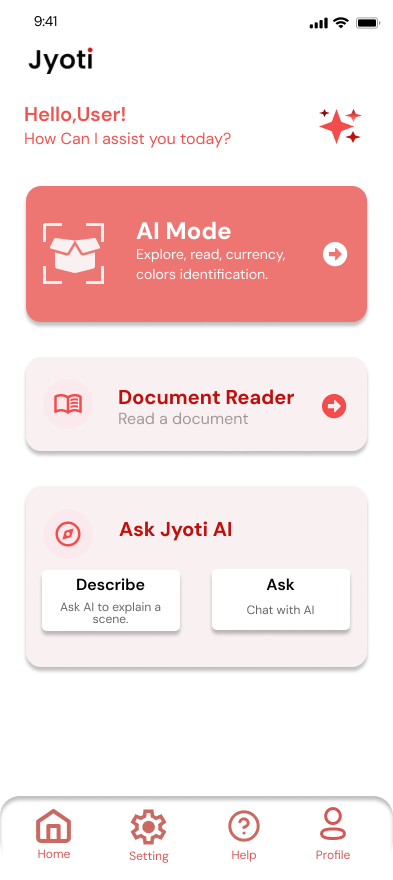 9:41
Jyoti
Hello,User!
How Can I assist you today?
AI Mode
Explore, read, currency,
colors identification.
Document Reader
Read a document
Ask Jyoti AI
Describe
Ask AI to explain a
scene.
Ask
Chat with AI
Home
Setting
Help
Profile